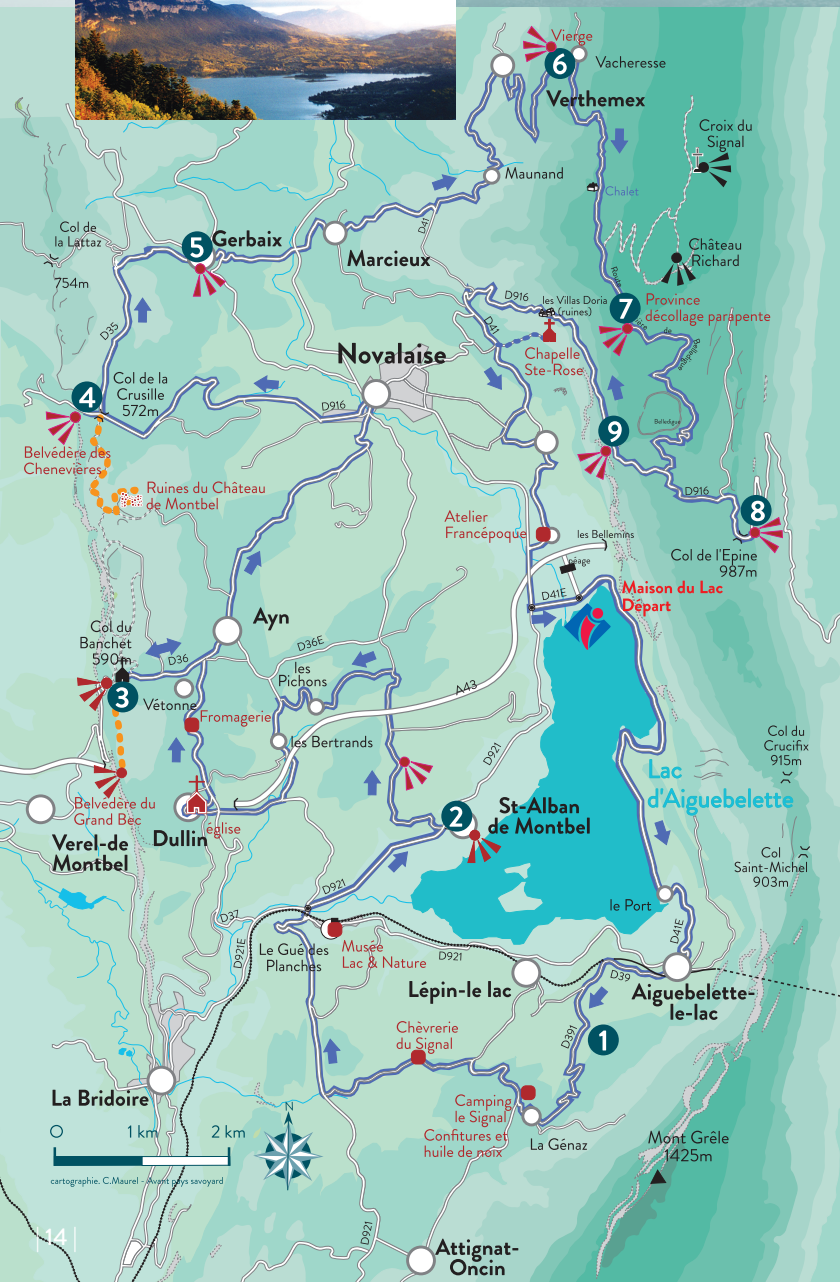 Vierge
6
Vacheresse
Verthemex
Croix du
Signal
Maunand
Chalet
D41
Col de
la Lattaz
5
Gerbaix
Marcieux
Château
Richard
754m
D916
les Villas Doria
(ruines)
7
Province
décollage parapente
Route
de
D35
D41
Novalaise
Chapelle
Ste-Rose
4
Col de la
Crusille
572m
D916
Belledigue
9
Belvédère des
Chenevières
Ruines du Château
de Montbel
D916
8
Atelier
Francépoque
les Bellemins
péage
Col de l'Epine
987m
D41E
Maison du Lac
Départ
Ayn
Col du
Banchet
590m
D36
D36E
les
Pichons
3
Vétonne
A43
Fromagerie
les Bertrands
D921
Col du
Crucifix
915m
Lac
d'Aiguebelette
Belvédère du
Grand Bec
2
St-Alban
de Montbel
église
Dullin
Verel-de
Montbel
Col
Saint-Michel
903m
D921
le Port
D37
D921E
D41E
Le Gué des
Planches
Musée
Lac & Nature
D921
D39
Lépin-le lac
Aiguebelette-
le-lac
D391
1
Chèvrerie
du Signal
La Bridoire
Camping
le Signal
Confitures et
huile de noix
La Génaz
N
0 1 km 2 km
Mont Grêle
1425m
cartographie. C.Maurel - Avant pays savoyard
D921
|14|
Attignat-
Oncin